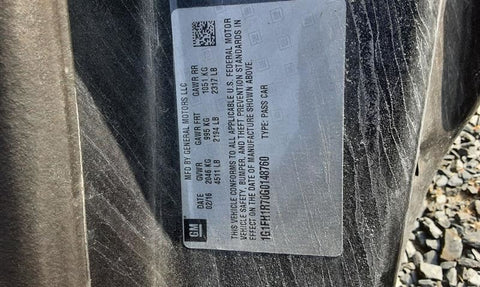 MFD BY GENERAL MOTORS LLC
DATE GVWR GAWR FRT GAWR RR
02/16 2046 KG 995 KG 1051 KG
4511 LB 2194 LB 2317 LB
THIS VEHICLE CONFORMS TO ALL APPLICABLE U.S. FEDERAL MOTOR
VEHICLE SAFETY, BUMPER, AND THEFT PREVENTION STANDARDS IN
EFFECT ON THE DATE OF MANUFACTURE SHOWN ABOVE.
1G1FH1R70G0148760 TYPE: PASS CAR
GM